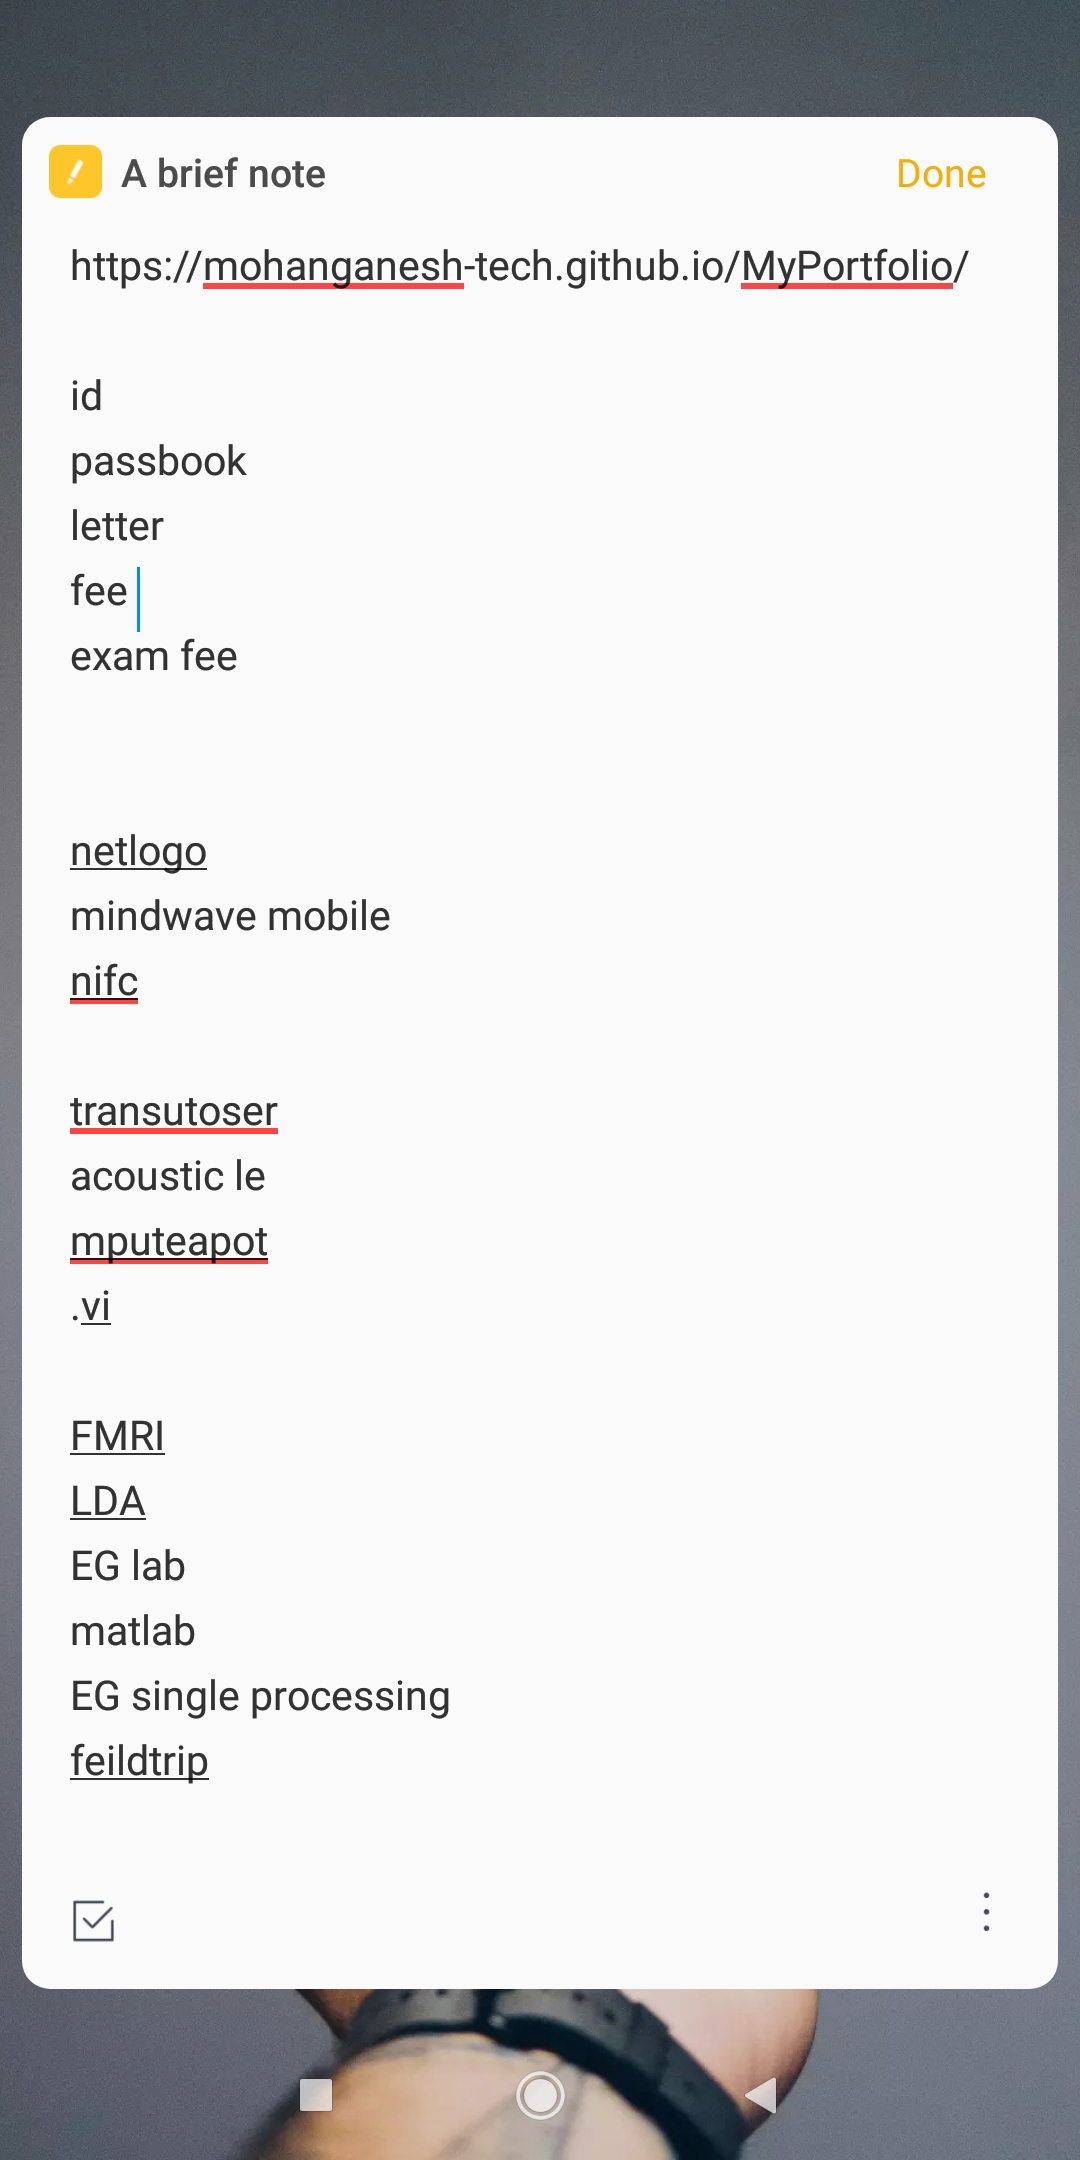 A brief note
Done
https://mohanganesh-tech.github.io/MyPortfolio/
id
passbook
letter
fee
exam fee
netlogo
mindwave mobile
nifc
transutoser
acoustic le
mputeapot
.vi
FMRI
LDA
EG lab
matlab
EG single processing
feildtrip